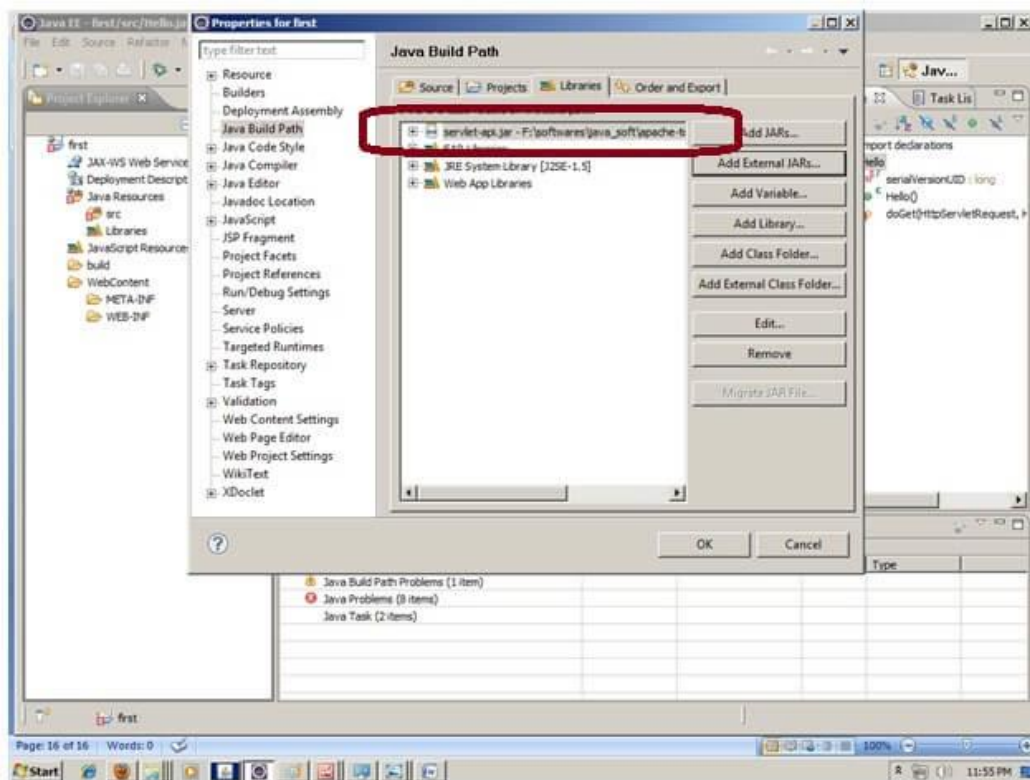 Java EE - first/src/Hello.ja
Properties for first
File Edit Source Refactor
type filter text
Java Build Path
Project Explorer
Resource
Builders
Deployment Assembly
Java Build Path
Java Code Style
Java Compiler
Java Editor
Javadoc Location
JavaScript
JSP Fragment
Project Facets
Project References
Run/Debug Settings
Server
Service Policies
Targeted Runtimes
Task Repository
Task Tags
Validation
Web Content Settings
Web Page Editor
Web Project Settings
WikiText
XDoclet
first
JAX-WS Web Service
Deployment Descript
Java Resources
src
Libraries
JavaScript Resource
build
WebContent
META-INF
WEB-INF
Source
Projects
Libraries
Order and Export
servlet-api.jar - F:\softwares\java_soft\apache-t
EAR Libraries
JRE System Library [J2SE-1.5]
Web App Libraries
Add JARs...
Add External JARs...
Add Variable...
Add Library...
Add Class Folder...
Add External Class Folder...
Edit...
Remove
Migrate JAR File...
OK
Cancel
Jav...
Task Lis
mport declarations
ello
serialVersionUID : long
Hello()
doGet(HttpServletRequest, H
Type
Java Build Path Problems (1 item)
Java Problems (8 items)
Java Task (2 items)
first
Page: 16 of 16
Words: 0
100%
Start
11:55 PM